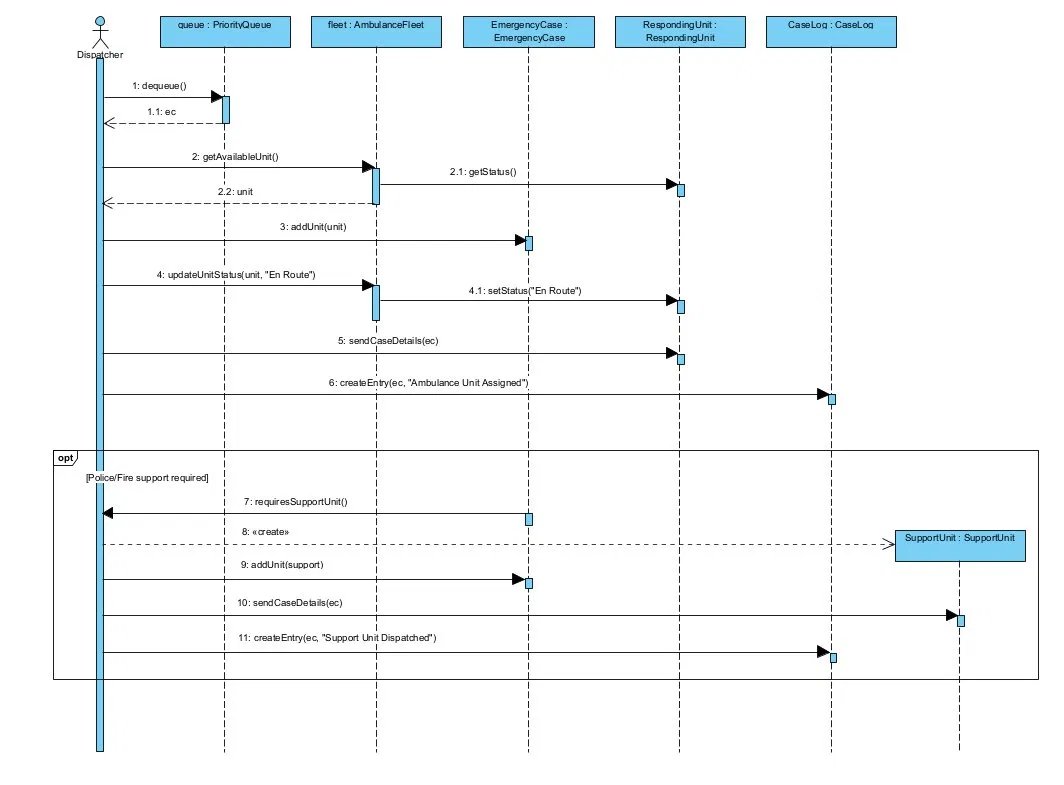 queue : PriorityQueue
fleet : AmbulanceFleet
EmergencyCase :
EmergencyCase
RespondingUnit :
RespondingUnit
CaseLog : CaseLog
Dispatcher
1: dequeue()
1.1: ec
2: getAvailableUnit()
2.1: getStatus()
2.2: unit
3: addUnit(unit)
4: updateUnitStatus(unit, "En Route")
4.1: setStatus("En Route")
5: sendCaseDetails(ec)
6: createEntry(ec, "Ambulance Unit Assigned")
opt
[Police/Fire support required]
7: requiresSupportUnit()
8: «create»
SupportUnit : SupportUnit
9: addUnit(support)
10: sendCaseDetails(ec)
11: createEntry(ec, "Support Unit Dispatched")